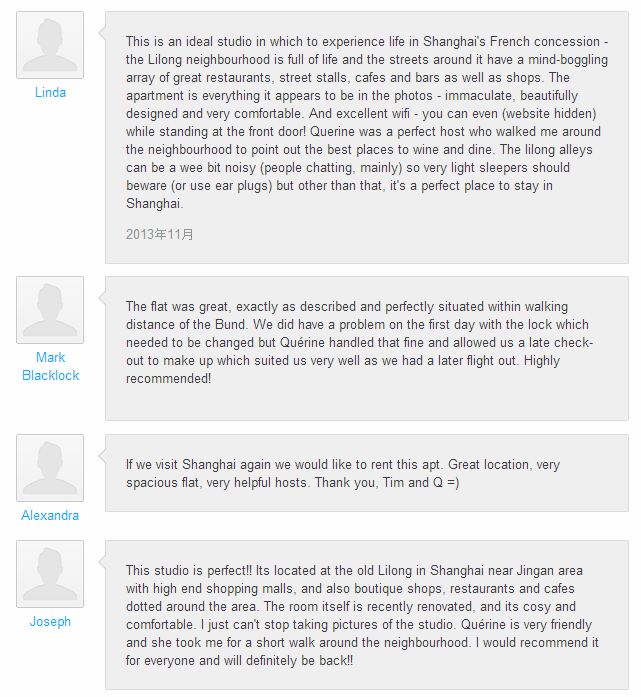 This is an ideal studio in which to experience life in Shanghai's French concession -
the Lilong neighbourhood is full of life and the streets around it have a mind-boggling
array of great restaurants, street stalls, cafes and bars as well as shops. The
apartment is everything it appears to be in the photos - immaculate, beautifully
designed and very comfortable. And excellent wifi - you can even (website hidden)
while standing at the front door! Querine was a perfect host who walked me around
the neighbourhood to point out the best places to wine and dine. The lilong alleys
can be a wee bit noisy (people chatting, mainly) so very light sleepers should
beware (or use ear plugs) but other than that, it's a perfect place to stay in
Shanghai.
2013年11月
Linda
The flat was great, exactly as described and perfectly situated within walking
distance of the Bund. We did have a problem on the first day with the lock which
needed to be changed but Quérine handled that fine and allowed us a late check-
out to make up which suited us very well as we had a later flight out. Highly
recommended!
Mark
Blacklock
If we visit Shanghai again we would like to rent this apt. Great location, very
spacious flat, very helpful hosts. Thank you, Tim and Q =)
Alexandra
This studio is perfect!! Its located at the old Lilong in Shanghai near Jingan area
with high end shopping malls, and also boutique shops, restaurants and cafes
dotted around the area. The room itself is recently renovated, and its cosy and
comfortable. I just can't stop taking pictures of the studio. Quérine is very friendly
and she took me for a short walk around the neighbourhood. I would recommend it
for everyone and will definitely be back!!
Joseph